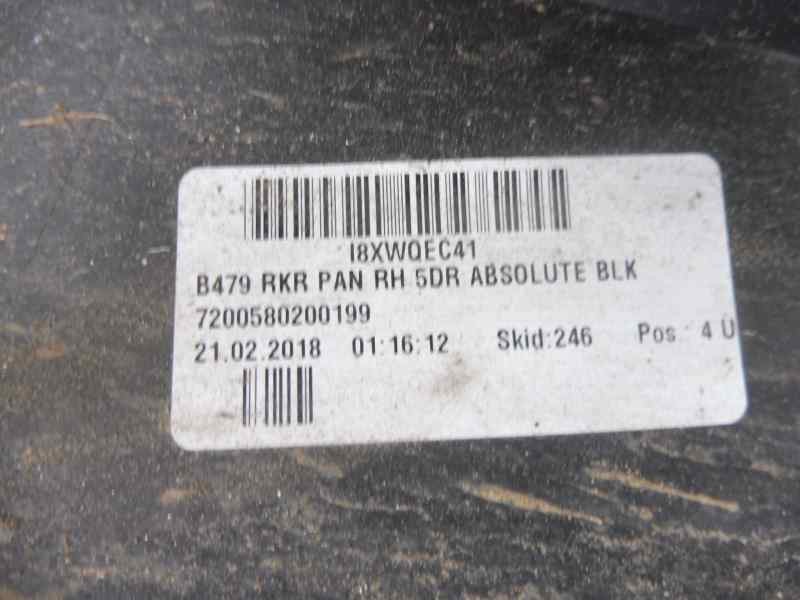 I8XWQEC41
B479 RKR PAN RH 5DR ABSOLUTE BLK
7200580200199
21.02.2018 01:16:12 Skid:246 Pos: 4 U